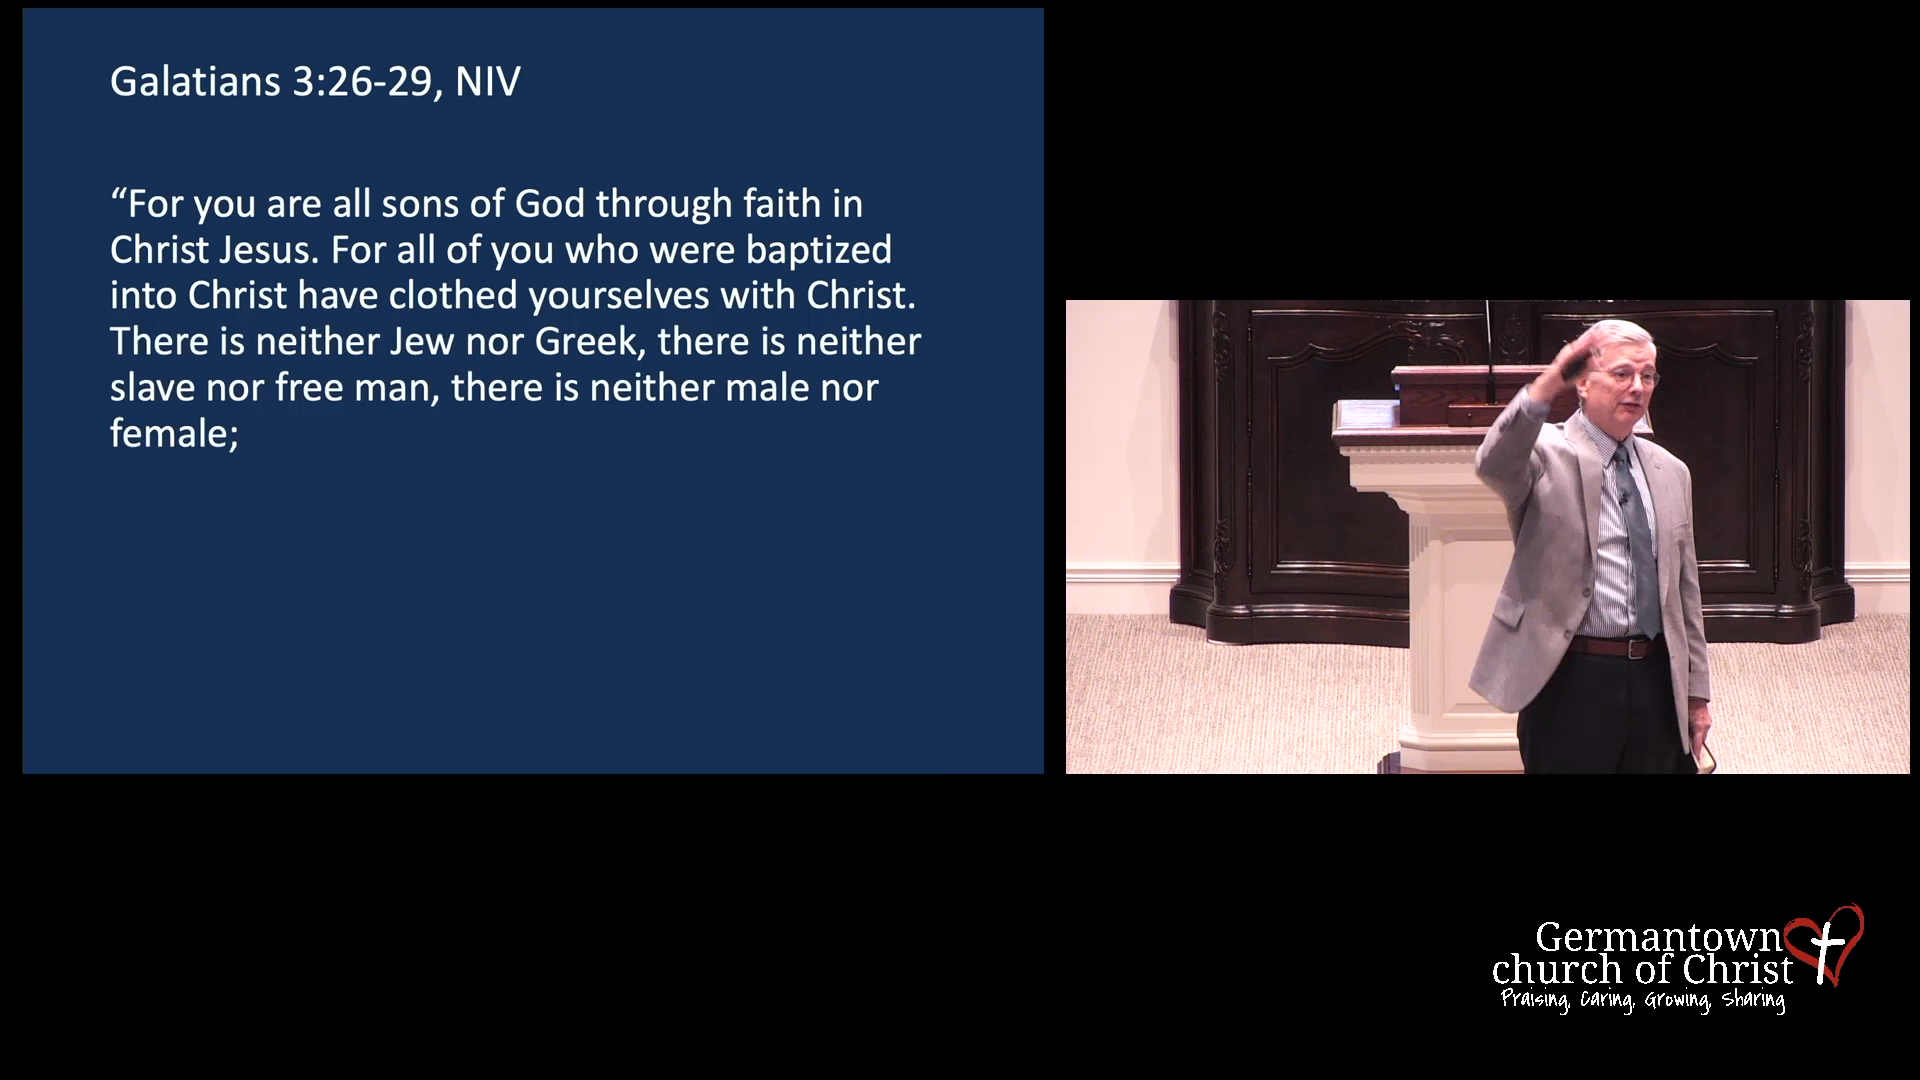 Galatians 3:26-29, NIV
“For you are all sons of God through faith in
Christ Jesus. For all of you who were baptized
into Christ have clothed yourselves with Christ.
There is neither Jew nor Greek, there is neither
slave nor free man, there is neither male nor
female;
Germantown
church of Christ
Praising, Caring, Growing, Sharing